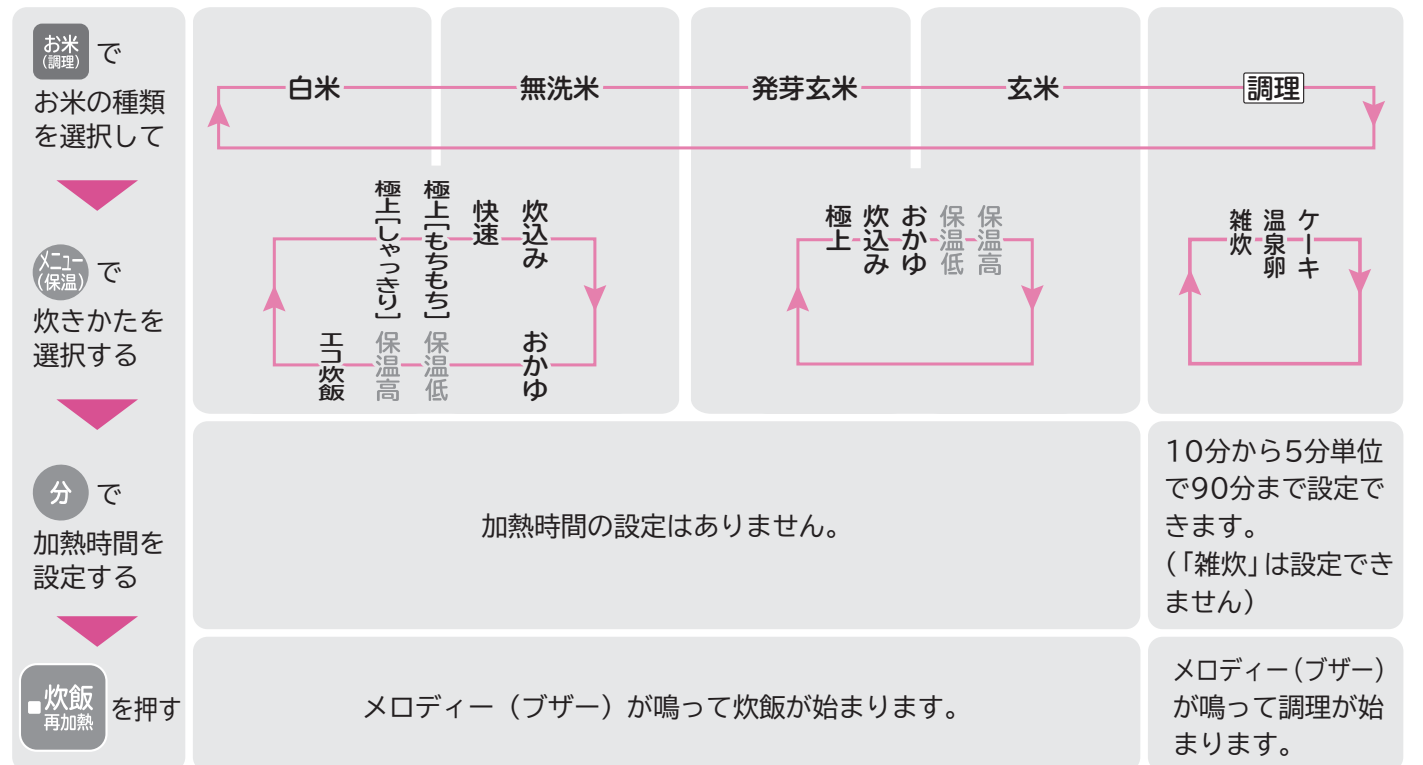 お米
(調理)
で
お米の種類
を選択して
白米
無洗米
発芽玄米
玄米
調理
メニュー
(保温)
で
炊きかたを
選択する
極上[しゃっきり]
極上[もちもち]
快速
炊込み
エコ炊飯
保温高
保温低
おかゆ
極上
炊込み
おかゆ
保温低
保温高
雑炊
温泉卵
ケーキ
分
で
加熱時間を
設定する
加熱時間の設定はありません。
10分から5分単位
で90分まで設定で
きます。
(「雑炊」は設定でき
ません)
炊飯
再加熱
を押す
メロディー(ブザー)が鳴って炊飯が始まります。
メロディー(ブザー)
が鳴って調理が始
まります。